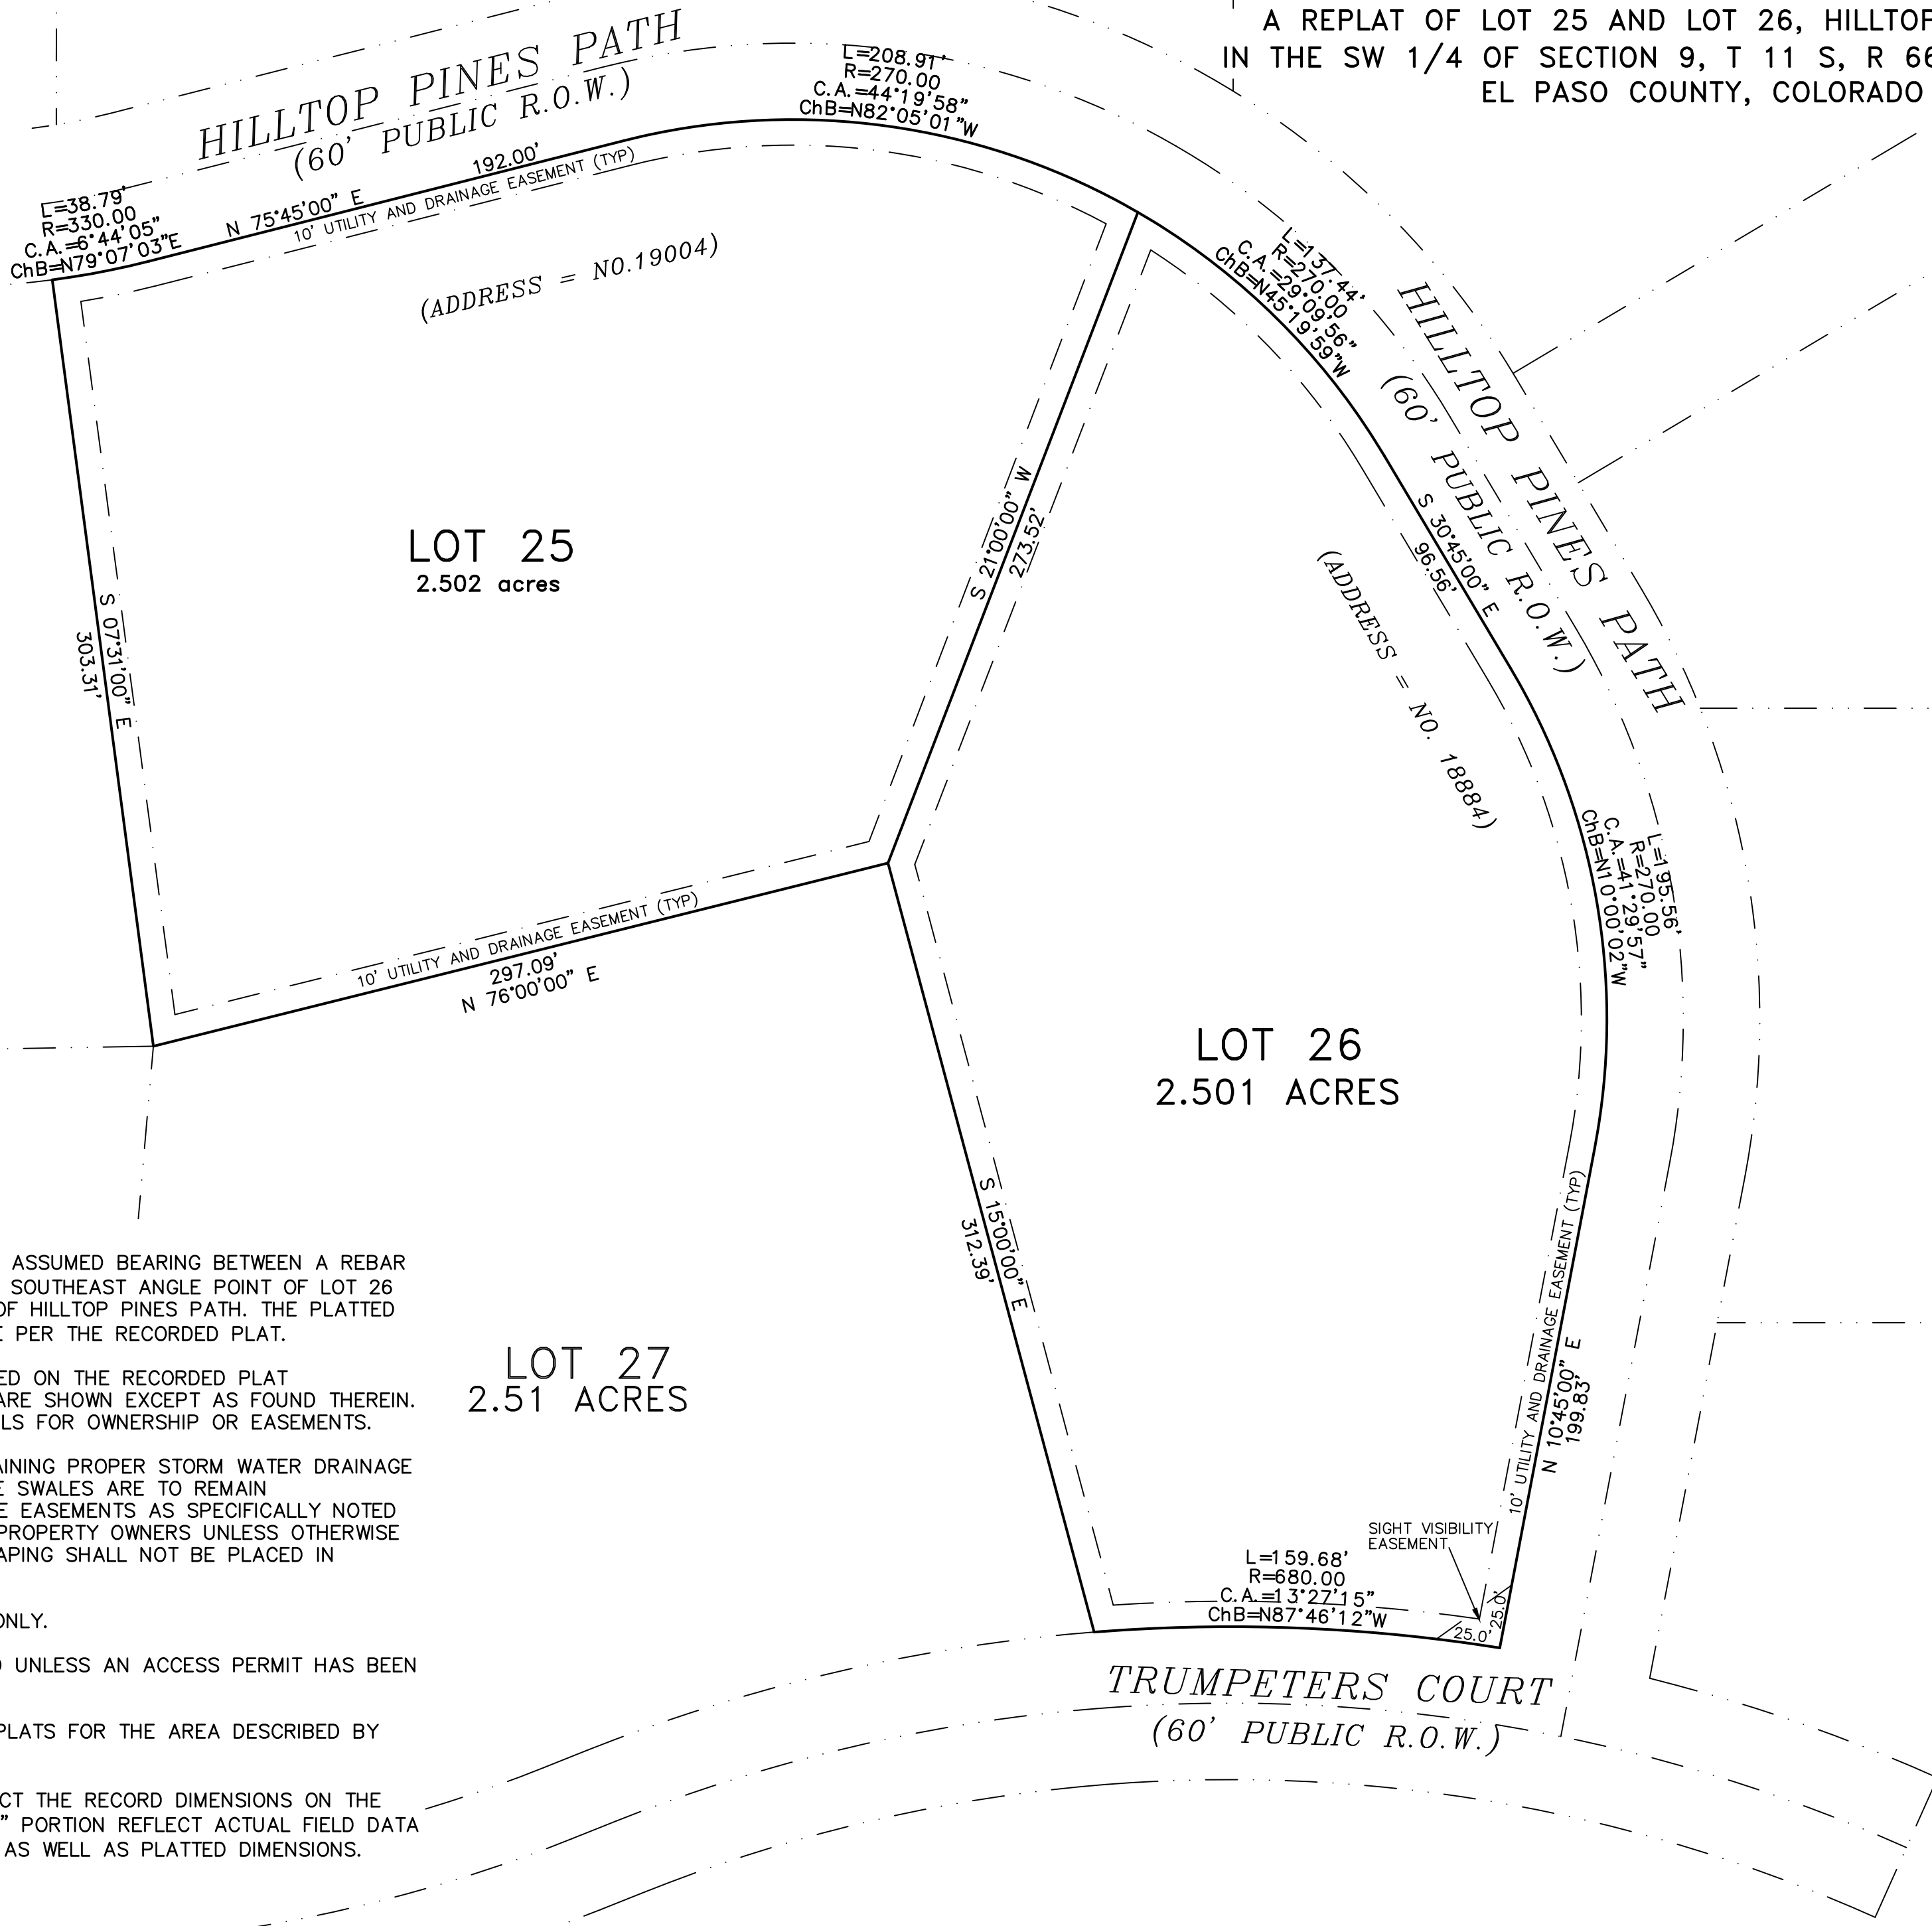 A REPLAT OF LOT 25 AND LOT 26, HILLTOP
IN THE SW 1/4 OF SECTION 9, T 11 S, R 66
EL PASO COUNTY, COLORADO
HILLTOP PINES PATH
(60' PUBLIC R.O.W.)
L=208.91'
R=270.00
C.A.=44°19'58"
ChB=N82°05'01"W
L=38.79'
R=330.00
C.A.=6°44'05"
ChB=N79°07'03"E
N 75°45'00" E
192.00'
10' UTILITY AND DRAINAGE EASEMENT (TYP)
(ADDRESS = NO.19004)
L=137.44'
R=270.00
C.A.=29°09'56"
ChB=N45°19'59"W
HILLTOP PINES PATH
(60' PUBLIC R.O.W.)
S 30°45'00" E
96.56'
(ADDRESS = NO. 18884)
S 21°00'00" W
273.52'
LOT 25
2.502 acres
S 07°31'00" E
303.31'
L=195.56'
R=270.00
C.A.=41°29'57"
ChB=N10°00'02"W
10' UTILITY AND DRAINAGE EASEMENT (TYP)
297.09'
N 76°00'00" E
LOT 26
2.501 ACRES
S 15°00'00" E
312.39'
10' UTILITY AND DRAINAGE EASEMENT (TYP)
N 10°45'00" E
199.83'
LOT 27
2.51 ACRES
SIGHT VISIBILITY
EASEMENT
L=159.68'
R=680.00
C.A.=13°27'15"
ChB=N87°46'12"W
25.0'
25.0'
TRUMPETERS COURT
(60' PUBLIC R.O.W.)
ASSUMED BEARING BETWEEN A REBAR
SOUTHEAST ANGLE POINT OF LOT 26
OF HILLTOP PINES PATH. THE PLATTED
E PER THE RECORDED PLAT.
ED ON THE RECORDED PLAT
ARE SHOWN EXCEPT AS FOUND THEREIN.
LS FOR OWNERSHIP OR EASEMENTS.
AINING PROPER STORM WATER DRAINAGE
E SWALES ARE TO REMAIN
E EASEMENTS AS SPECIFICALLY NOTED
PROPERTY OWNERS UNLESS OTHERWISE
APING SHALL NOT BE PLACED IN
ONLY.
D UNLESS AN ACCESS PERMIT HAS BEEN
PLATS FOR THE AREA DESCRIBED BY
CT THE RECORD DIMENSIONS ON THE
" PORTION REFLECT ACTUAL FIELD DATA
AS WELL AS PLATTED DIMENSIONS.